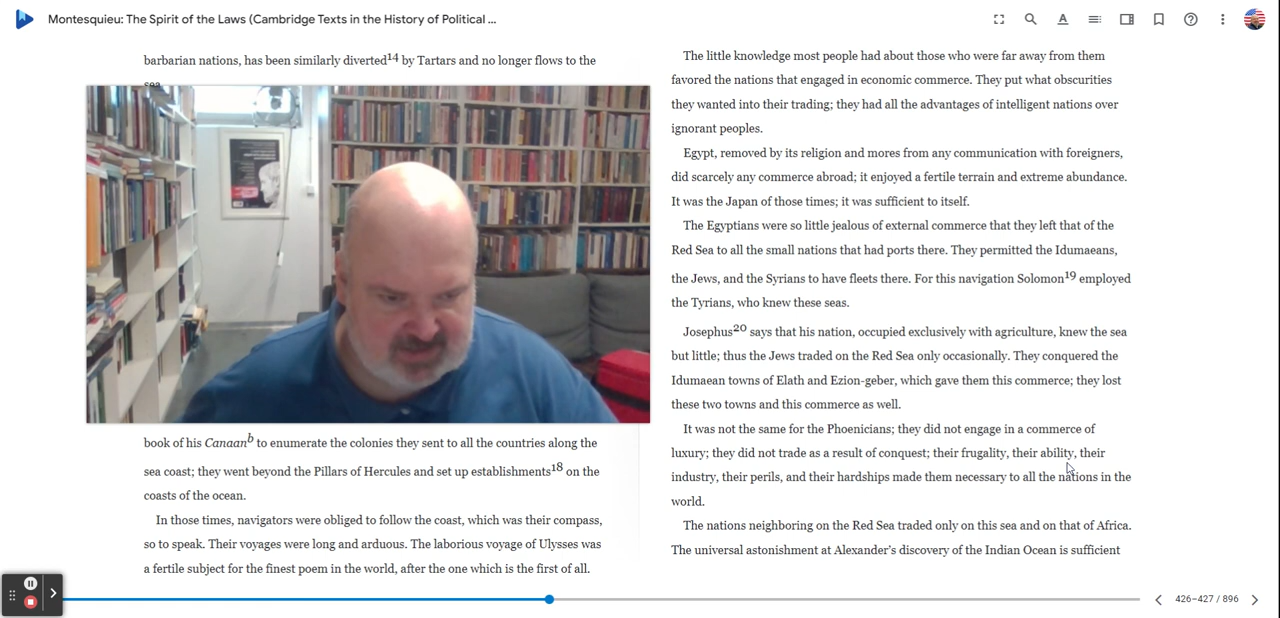 Montesquieu: The Spirit of the Laws (Cambridge Texts in the History of Political ...
barbarian nations, has been similarly diverted14 by Tartars and no longer flows to the
sea.
book of his Canaanb to enumerate the colonies they sent to all the countries along the
sea coast; they went beyond the Pillars of Hercules and set up establishments18 on the
coasts of the ocean.
In those times, navigators were obliged to follow the coast, which was their compass,
so to speak. Their voyages were long and arduous. The laborious voyage of Ulysses was
a fertile subject for the finest poem in the world, after the one which is the first of all.
The little knowledge most people had about those who were far away from them
favored the nations that engaged in economic commerce. They put what obscurities
they wanted into their trading; they had all the advantages of intelligent nations over
ignorant peoples.
Egypt, removed by its religion and mores from any communication with foreigners,
did scarcely any commerce abroad; it enjoyed a fertile terrain and extreme abundance.
It was the Japan of those times; it was sufficient to itself.
The Egyptians were so little jealous of external commerce that they left that of the
Red Sea to all the small nations that had ports there. They permitted the Idumaeans,
the Jews, and the Syrians to have fleets there. For this navigation Solomon19 employed
the Tyrians, who knew these seas.
Josephus20 says that his nation, occupied exclusively with agriculture, knew the sea
but little; thus the Jews traded on the Red Sea only occasionally. They conquered the
Idumaean towns of Elath and Ezion-geber, which gave them this commerce; they lost
these two towns and this commerce as well.
It was not the same for the Phoenicians; they did not engage in a commerce of
luxury; they did not trade as a result of conquest; their frugality, their ability, their
industry, their perils, and their hardships made them necessary to all the nations in the
world.
The nations neighboring on the Red Sea traded only on this sea and on that of Africa.
The universal astonishment at Alexander's discovery of the Indian Ocean is sufficient
426–427 / 896